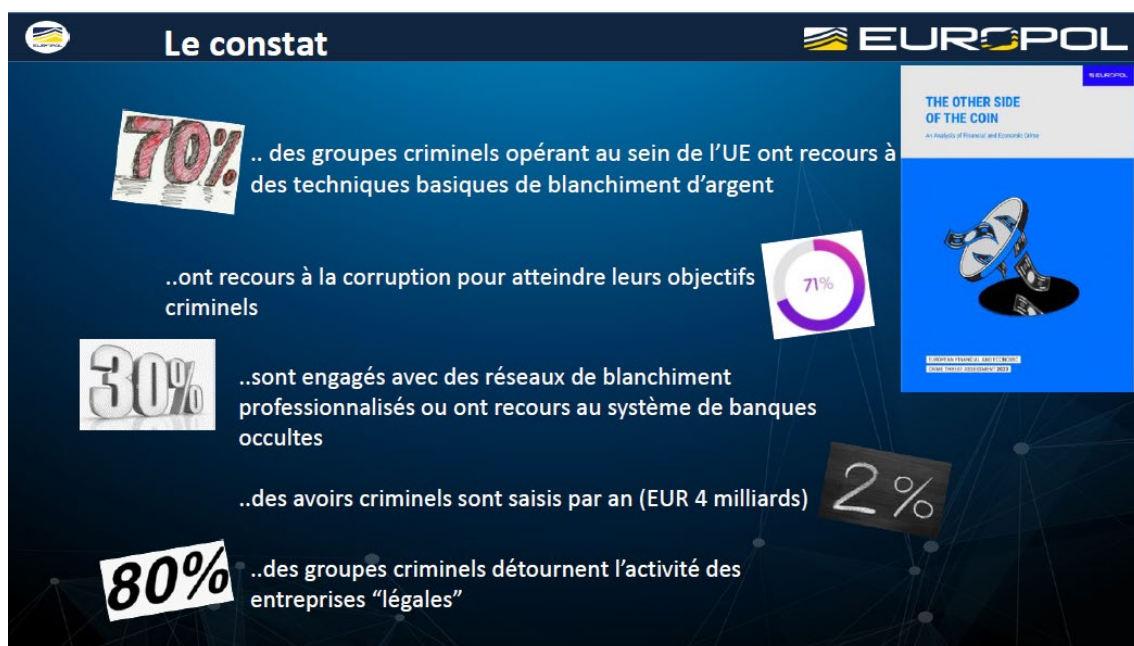 Le constat
EUROPOL
EUROPOL
THE OTHER SIDE
OF THE COIN
An Analysis of Financial and Economic Crime
70%
.. des groupes criminels opérant au sein de l’UE ont recours à
des techniques basiques de blanchiment d’argent
..ont recours à la corruption pour atteindre leurs objectifs
criminels
71%
30%
..sont engagés avec des réseaux de blanchiment
professionnalisés ou ont recours au système de banques
occultes
EUROPEAN FINANCIAL AND ECONOMIC
CRIME THREAT ASSESSMENT 2023
..des avoirs criminels sont saisis par an (EUR 4 milliards)
2%
80%
..des groupes criminels détournent l’activité des
entreprises “légales”